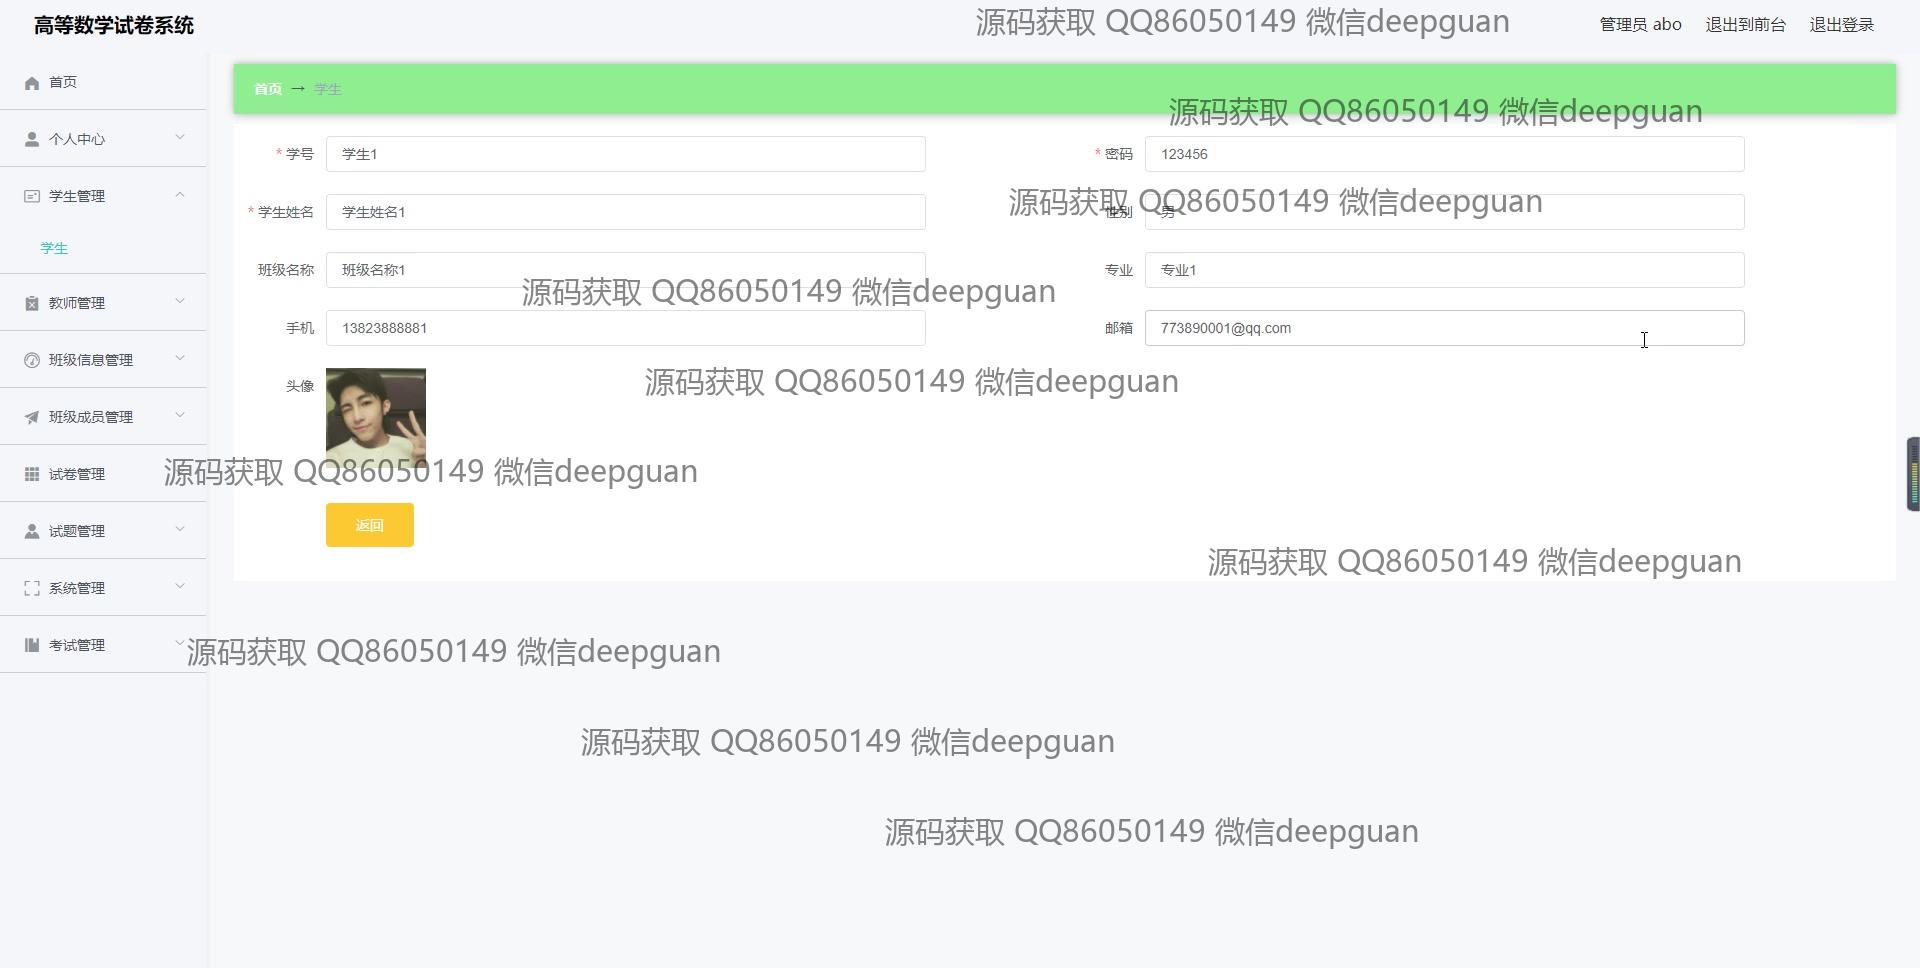 高等数学试卷系统
源码获取 QQ86050149 微信deepguan
管理员 abo 退出到前台 退出登录
首页
首页 → 学生
源码获取 QQ86050149 微信deepguan
个人中心
* 学号 学生1 * 密码 123456
学生管理
源码获取 QQ86050149 微信deepguan
* 学生姓名 学生姓名1 性别 男
学生
班级名称 班级名称1 专业 专业1
源码获取 QQ86050149 微信deepguan
教师管理
手机 13823888881 邮箱 773890001@qq.com
班级信息管理
头像
源码获取 QQ86050149 微信deepguan
班级成员管理
试卷管理
源码获取 QQ86050149 微信deepguan
试题管理
返回
源码获取 QQ86050149 微信deepguan
系统管理
考试管理
源码获取 QQ86050149 微信deepguan
源码获取 QQ86050149 微信deepguan
源码获取 QQ86050149 微信deepguan